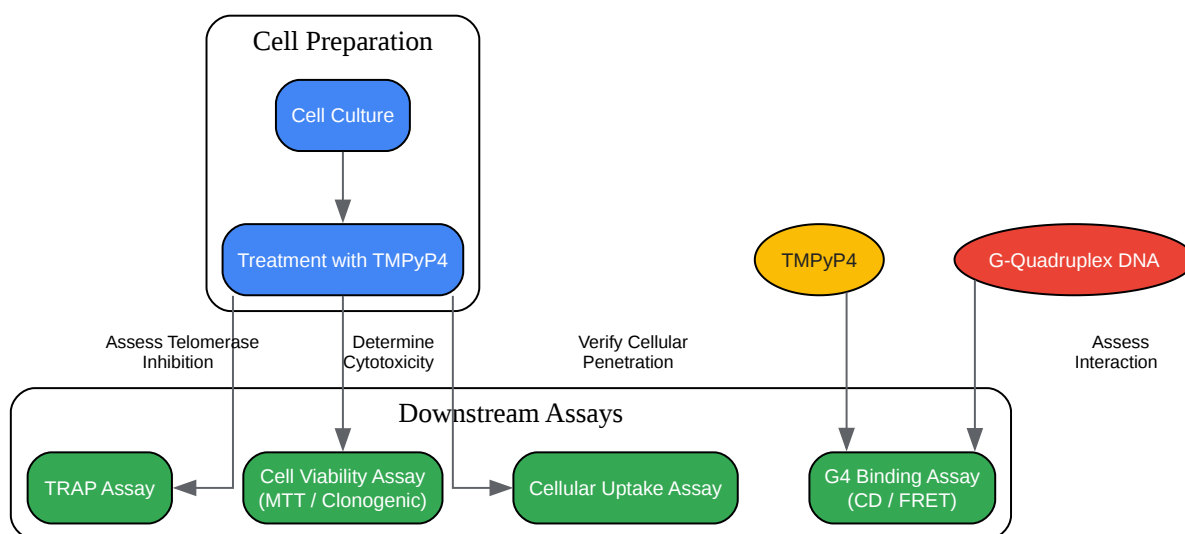 Cell Preparation
Cell Culture
Treatment with TMPyP4
TMPyP4
G-Quadruplex DNA
Assess Telomerase
Inhibition
Determine
Cytotoxicity
Verify Cellular
Penetration
Assess
Interaction
Downstream Assays
TRAP Assay
Cell Viability Assay
(MTT / Clonogenic)
Cellular Uptake Assay
G4 Binding Assay
(CD / FRET)